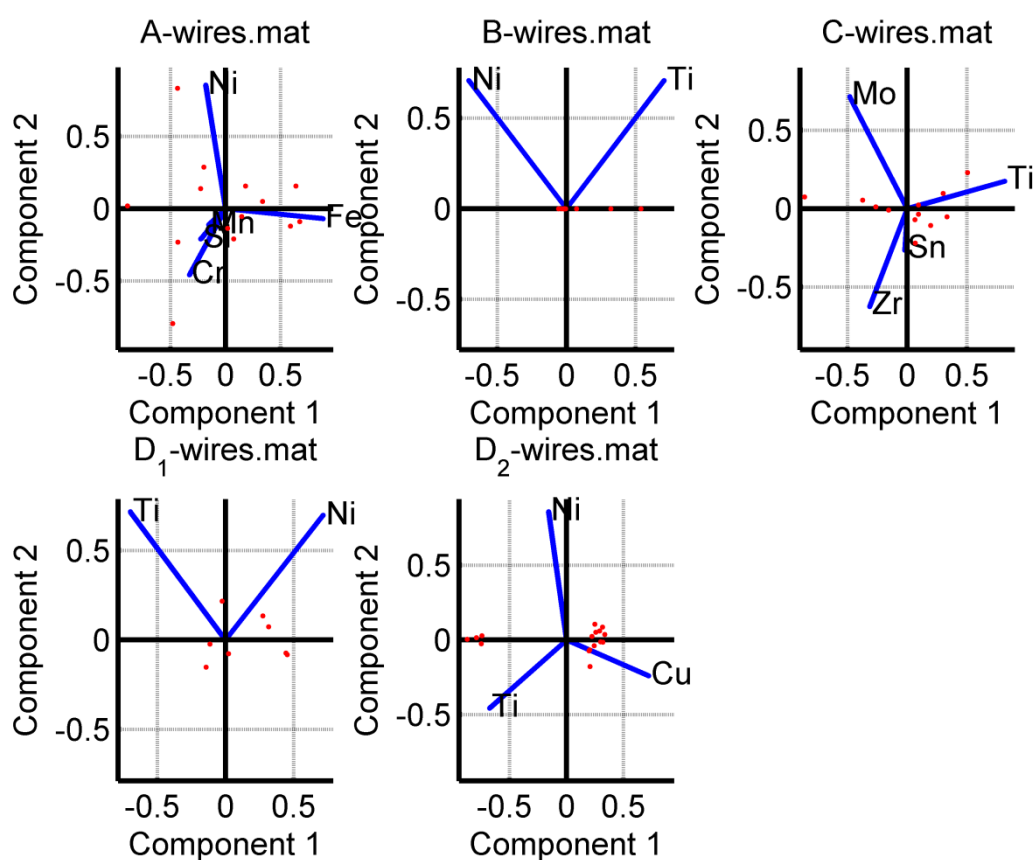 A-wires.mat
Component 2
0.5
0
-0.5
-0.5 0 0.5
Component 1
Ni
Fe
Mn
Si
Cr
B-wires.mat
Component 2
0.5
0
-0.5
-0.5 0 0.5
Component 1
Ni
Ti
C-wires.mat
Component 2
0.5
0
-0.5
-0.5 0 0.5
Component 1
Mo
Ti
Sn
Zr
D1-wires.mat
Component 2
0.5
0
-0.5
-0.5 0 0.5
Component 1
Ti
Ni
D2-wires.mat
Component 2
0.5
0
-0.5
-0.5 0 0.5
Component 1
Ni
Cu
Ti